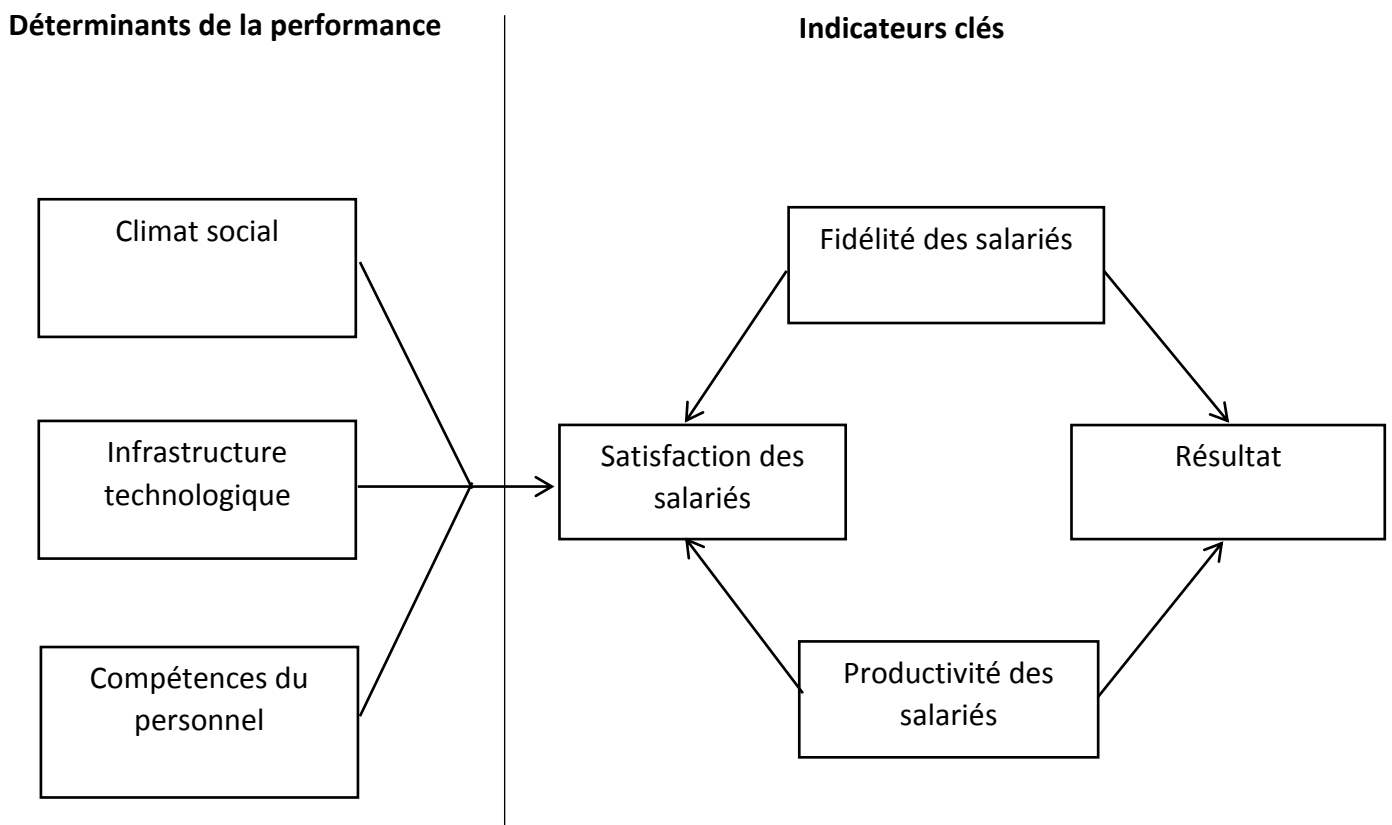 Déterminants de la performance
Indicateurs clés
Climat social
Infrastructure
technologique
Compétences du
personnel
Fidélité des salariés
Satisfaction des
salariés
Résultat
Productivité des
salariés